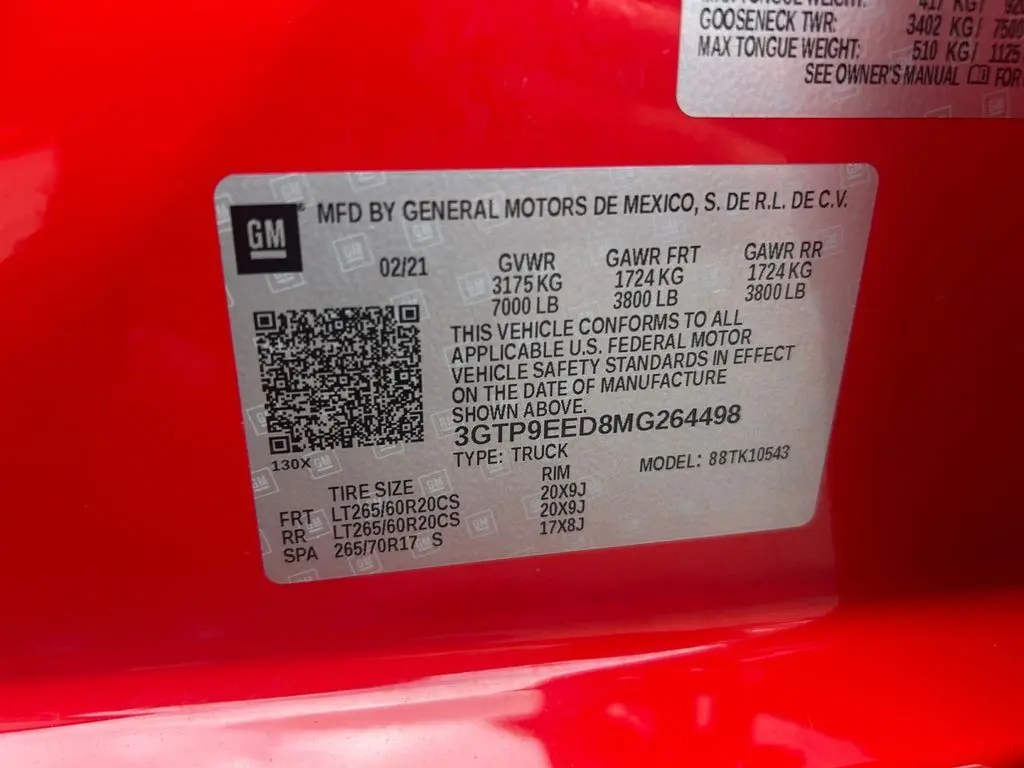 GOOSENECK TWR: 3402 KG/ 7500
MAX TONGUE WEIGHT: 510 KG/ 1125
SEE OWNER'S MANUAL FOR
GM ® MFD BY GENERAL MOTORS DE MEXICO, S. DE R.L. DE C.V.
02/21 GVWR GAWR FRT GAWR RR
3175 KG 1724 KG 1724 KG
7000 LB 3800 LB 3800 LB
THIS VEHICLE CONFORMS TO ALL
APPLICABLE U.S. FEDERAL MOTOR
VEHICLE SAFETY STANDARDS IN EFFECT
ON THE DATE OF MANUFACTURE
SHOWN ABOVE.
3GTP9EED8MG264498
130X TYPE: TRUCK MODEL: 88TK10543
TIRE SIZE RIM
FRT LT265/60R20CS 20X9J
RR LT265/60R20CS 20X9J
SPA 265/70R17 S 17X8J